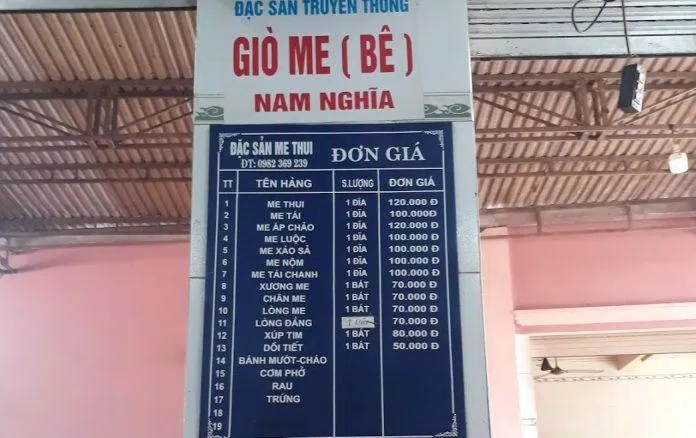 ĐẶC SẢN TRUYỀN THỐNG
GIÒ ME ( BÊ )
NAM NGHĨA
ĐẶC SẢN ME THUI ĐƠN GIÁ
ĐT: 0982 369 239
TT TÊN HÀNG S.LƯỢNG ĐƠN GIÁ
1 ME THUI 1 ĐĨA 120.000 Đ
2 ME TÁI 1 ĐĨA 100.000Đ
3 ME ÁP CHẢO 1 ĐĨA 120.000 Đ
4 ME LUỘC 1 ĐĨA 100.000 Đ
5 ME XÁO SẢ 1 ĐĨA 100.000 Đ
6 ME NỘM 1 ĐĨA 100.000 Đ
7 ME TÁI CHANH 1 ĐĨA 100.000 Đ
8 XƯƠNG ME 1 BÁT 70.000 Đ
9 CHÂN ME 1 BÁT 70.000 Đ
10 LÒNG ME 1 BÁT 70.000 Đ
11 LÒNG ĐẮNG 70.000 Đ
12 XÚP TIM 1 BÁT 80.000 Đ
13 DỒI TIẾT 1 BÁT 50.000 Đ
14 BÁNH MƯỚT-CHÁO
15 CƠM PHỞ
16 RAU
17 TRỨNG
18
19